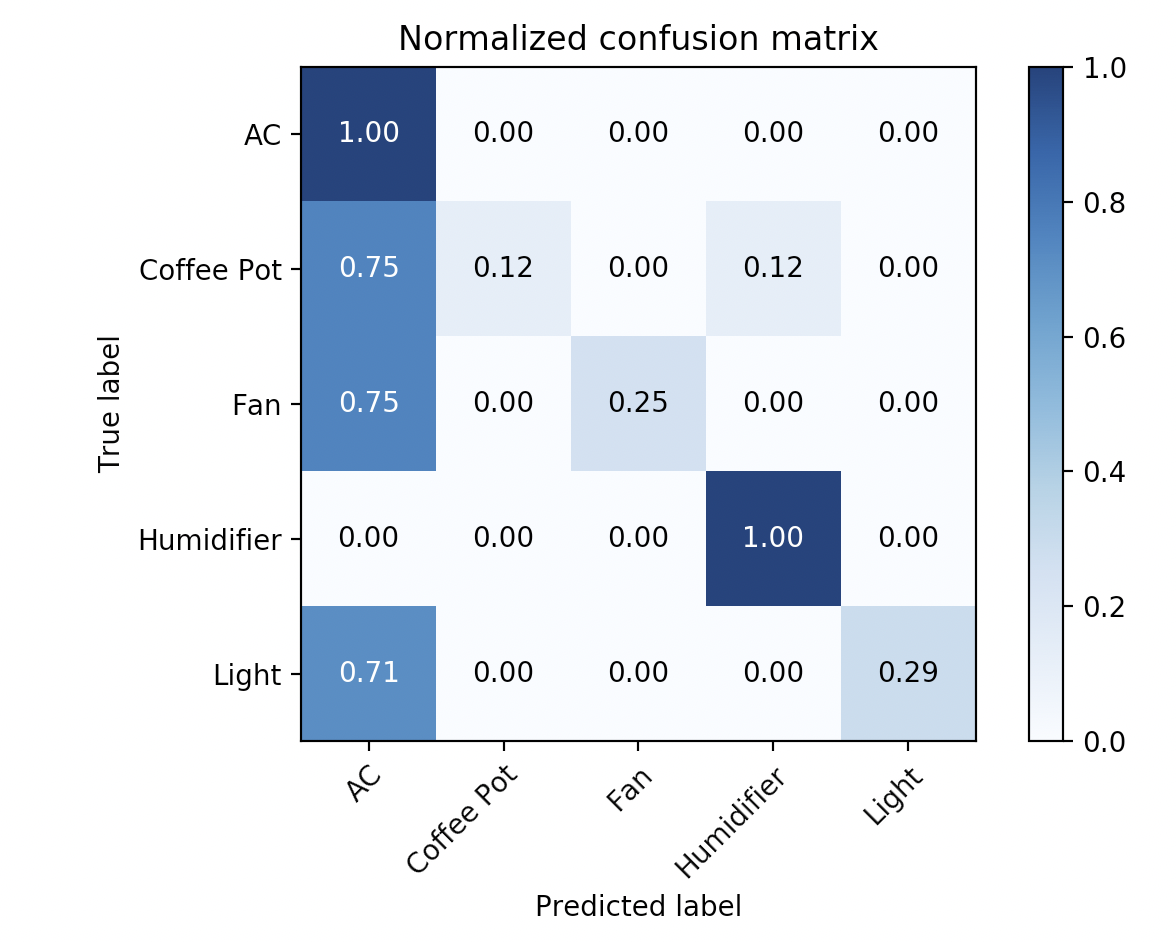 Normalized confusion matrix
True label
AC 1.00 0.00 0.00 0.00 0.00
Coffee Pot 0.75 0.12 0.00 0.12 0.00
Fan 0.75 0.00 0.25 0.00 0.00
Humidifier 0.00 0.00 0.00 1.00 0.00
Light 0.71 0.00 0.00 0.00 0.29
AC Coffee Pot Fan Humidifier Light
Predicted label
1.0
0.8
0.6
0.4
0.2
0.0